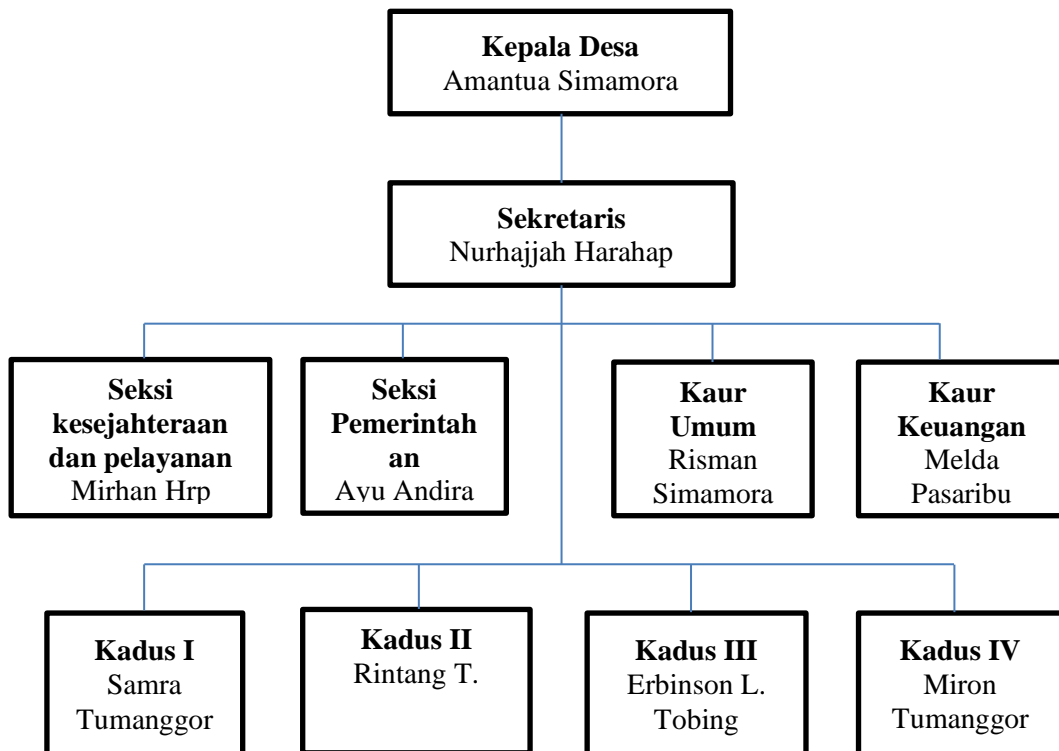 Kepala Desa
Amantua Simamora
Sekretaris
Nurhajjah Harahap
Seksi
kesejahteraan
dan pelayanan
Mirhan Hrp
Seksi
Pemerintah
an
Ayu Andira
Kaur
Umum
Risman
Simamora
Kaur
Keuangan
Melda
Pasaribu
Kadus I
Samra
Tumanggor
Kadus II
Rintang T.
Kadus III
Erbinson L.
Tobing
Kadus IV
Miron
Tumanggor